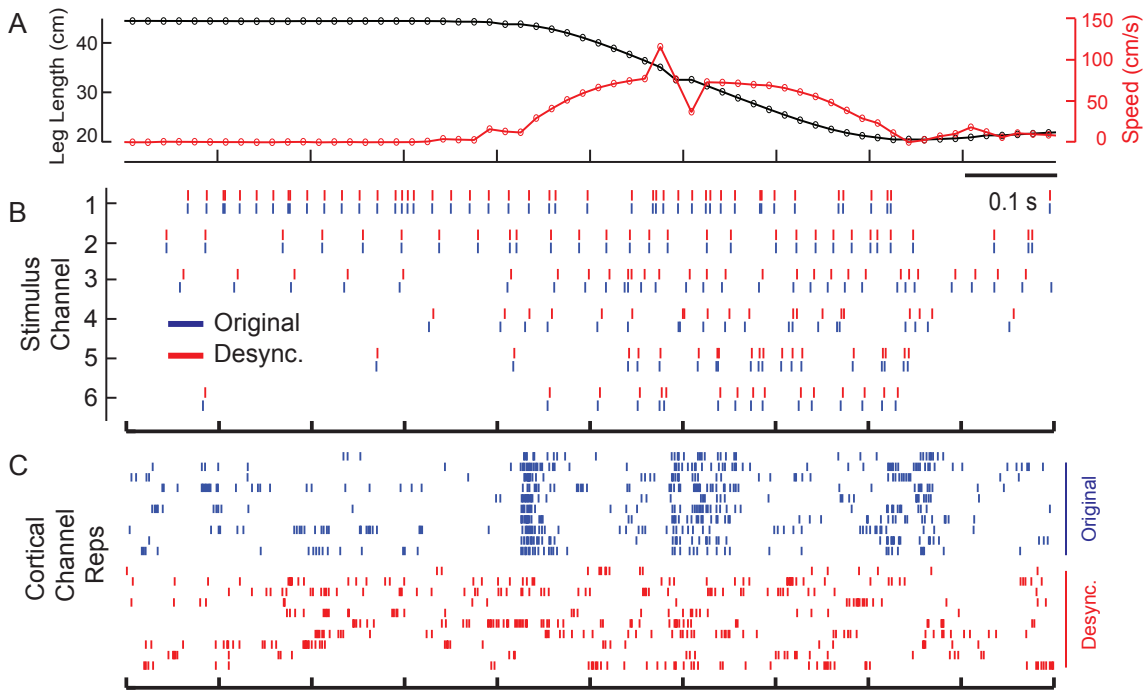 A
Leg Length (cm)
40
30
20
150
100
50
0
Speed (cm/s)
0.1 s
B
Stimulus
Channel
1
2
3
4
5
6
Original
Desync.
C
Cortical
Channel
Reps
Original
Desync.